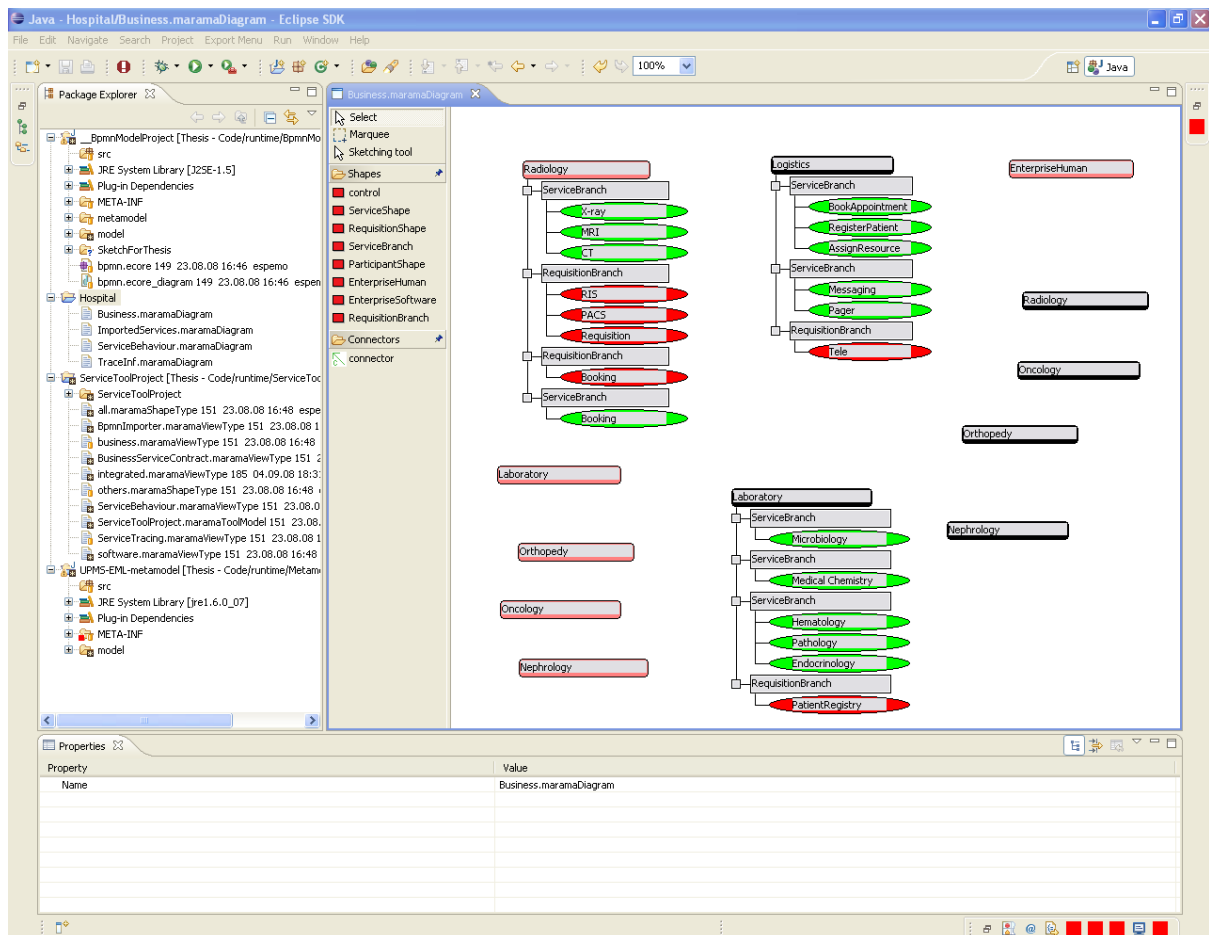 Java - Hospital/Business.maramaDiagram - Eclipse SDK
File Edit Navigate Search Project Export Menu Run Window Help
100%
Java
Package Explorer
__BpmnModelProject [Thesis - Code/runtime/BpmnMo
src
JRE System Library [J2SE-1.5]
Plug-in Dependencies
META-INF
metamodel
model
SketchForThesis
bpmn.ecore 149 23.08.08 16:46 espemo
bpmn.ecore_diagram 149 23.08.08 16:46 espen
Hospital
Business.maramaDiagram
ImportedServices.maramaDiagram
ServiceBehaviour.maramaDiagram
TraceInf.maramaDiagram
ServiceToolProject [Thesis - Code/runtime/ServiceToo
ServiceToolProject
all.maramaShapeType 151 23.08.08 16:48 espe
BpmnImporter.maramaViewType 151 23.08.08 1
business.maramaViewType 151 23.08.08 16:48
BusinessServiceContract.maramaViewType 151 2
integrated.maramaViewType 185 04.09.08 18:3
others.maramaShapeType 151 23.08.08 16:48
ServiceBehaviour.maramaViewType 151 23.08.0
ServiceToolProject.maramaToolModel 151 23.08.
ServiceTracing.maramaViewType 151 23.08.08 1
software.maramaViewType 151 23.08.08 16:48
UPMS-EML-metamodel [Thesis - Code/runtime/Metam
src
JRE System Library [jre1.6.0_07]
Plug-in Dependencies
META-INF
model
Business.maramaDiagram
Select
Marquee
Sketching tool
Shapes
control
ServiceShape
RequisitionShape
ServiceBranch
ParticipantShape
EnterpriseHuman
EnterpriseSoftware
RequisitionBranch
Connectors
connector
Radiology
ServiceBranch
X-ray
MRI
CT
RequisitionBranch
RIS
PACS
Requisition
RequisitionBranch
Booking
ServiceBranch
Booking
Laboratory
Orthopedy
Oncology
Nephrology
Logistics
ServiceBranch
BookAppointment
RegisterPatient
AssignResource
ServiceBranch
Messaging
Pager
RequisitionBranch
Tele
Laboratory
ServiceBranch
Microbiology
ServiceBranch
Medical Chemistry
ServiceBranch
Hematology
Pathology
Endocrinology
RequisitionBranch
PatientRegistry
EnterpriseHuman
Radiology
Oncology
Orthopedy
Nephrology
Properties
Property Value
Name Business.maramaDiagram